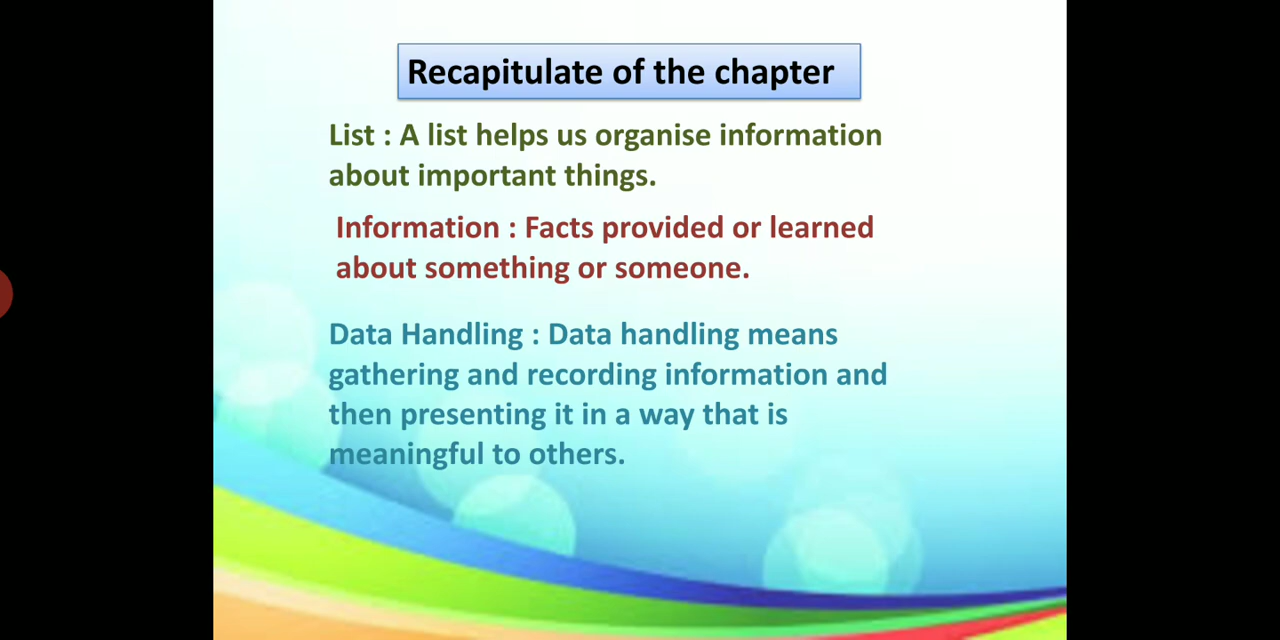 Recapitulate of the chapter
List : A list helps us organise information
about important things.
Information : Facts provided or learned
about something or someone.
Data Handling : Data handling means
gathering and recording information and
then presenting it in a way that is
meaningful to others.